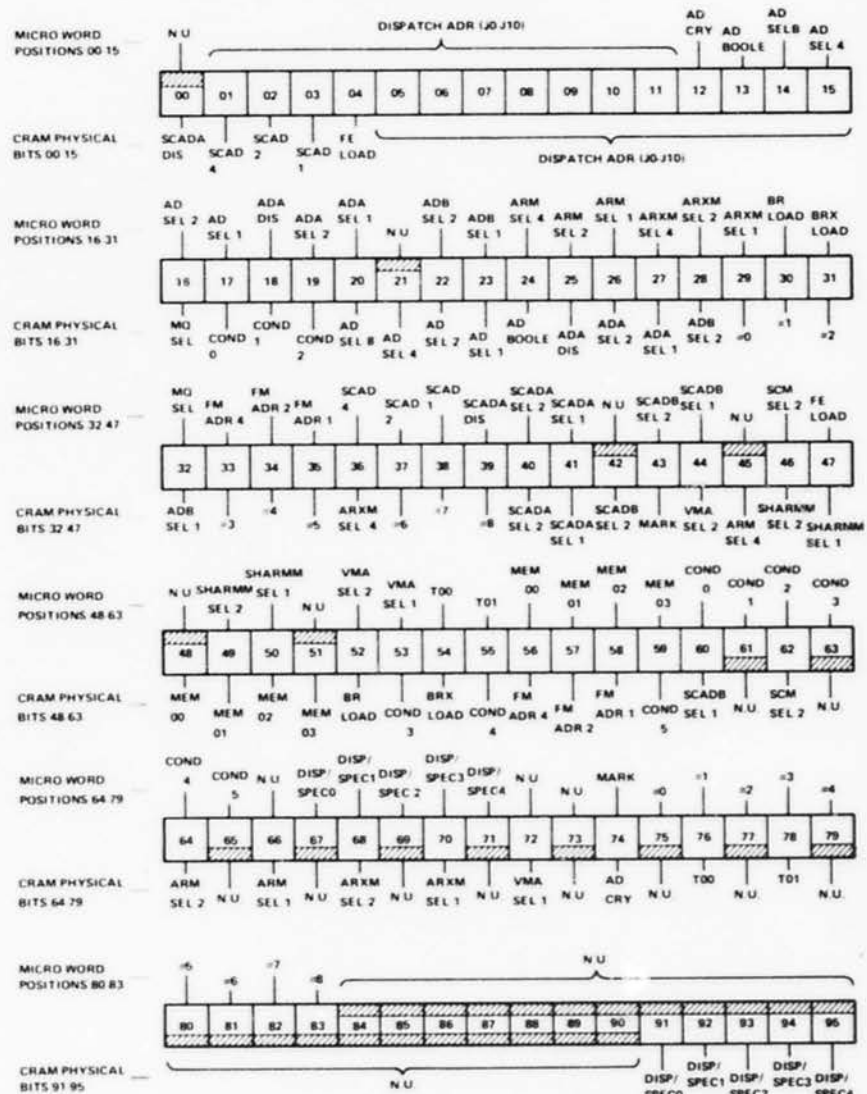 MICRO WORD
POSITIONS 00 15
N U
DISPATCH ADR (J0 J10)
AD CRY
AD BOOLE
AD SELB
AD SEL 4
00 01 02 03 04 05 06 07 08 09 10 11 12 13 14 15
CRAM PHYSICAL
BITS 00 15
SCADA DIS
SCAD 4
SCAD 2
SCAD 1
FE LOAD
DISPATCH ADR (J0 J10)
MICRO WORD
POSITIONS 16 31
AD SEL 2
AD SEL 1
ADA DIS
ADA SEL 2
ADA SEL 1
N U
ADB SEL 2
ADB SEL 1
ARM SEL 4
ARM SEL 2
ARM SEL 1
ARXM SEL 4
ARXM SEL 2
ARXM SEL 1
BR LOAD
BRX LOAD
16 17 18 19 20 21 22 23 24 25 26 27 28 29 30 31
CRAM PHYSICAL
BITS 16 31
MQ SEL
COND 0
COND 1
COND 2
AD SEL 8
AD SEL 4
AD SEL 2
AD SEL 1
AD BOOLE
ADA DIS
ADA SEL 2
ADA SEL 1
ADB SEL 2
=0
=1
=2
MICRO WORD
POSITIONS 32 47
MQ SEL
FM ADR 4
FM ADR 2
FM ADR 1
SCAD 4
SCAD 2
SCAD 1
SCADA DIS
SCADA SEL 2
SCADA SEL 1
N U
SCADB SEL 2
SCADB SEL 1
N U
SCM SEL 2
FE LOAD
32 33 34 35 36 37 38 39 40 41 42 43 44 45 46 47
CRAM PHYSICAL
BITS 32 47
ADB SEL 1
=3
=4
=5
ARXM SEL 4
=6
=7
=8
SCADA SEL 2
SCADA SEL 1
SCADB SEL 2
MARK
VMA SEL 2
ARM SEL 4
SHARMM SEL 2
SHARMM SEL 1
MICRO WORD
POSITIONS 48 63
N U
SHARMM SEL 2
SHARMM SEL 1
N U
VMA SEL 2
VMA SEL 1
T00
T01
MEM 00
MEM 01
MEM 02
MEM 03
COND 0
COND 1
COND 2
COND 3
48 49 50 51 52 53 54 55 56 57 58 59 60 61 62 63
CRAM PHYSICAL
BITS 48 63
MEM 00
MEM 01
MEM 02
MEM 03
BR LOAD
COND 3
BRX LOAD
COND 4
FM ADR 4
FM ADR 2
FM ADR 1
COND 5
SCADB SEL 1
N.U.
SCM SEL 2
N.U.
MICRO WORD
POSITIONS 64 79
COND 4
COND 5
N U
DISP/ SPEC0
DISP/ SPEC1
DISP/ SPEC 2
DISP/ SPEC3
DISP/ SPEC4
N U
N U.
MARK
=0
=1
=2
=3
=4
64 65 66 67 68 69 70 71 72 73 74 75 76 77 78 79
CRAM PHYSICAL
BITS 64 79
ARM SEL 2
N U.
ARM SEL 1
N U.
ARXM SEL 2
N U.
ARXM SEL 1
N U.
VMA SEL 1
N U
AD CRY
N U.
T00
N U.
T01
N U.
MICRO WORD
POSITIONS 80 83
=5
=6
=7
=8
N U
80 81 82 83 84 85 86 87 88 89 90 91 92 93 94 95
CRAM PHYSICAL
BITS 91 95
N U
DISP/
DISP/ SPEC1
DISP/
DISP/ SPEC3
DISP/